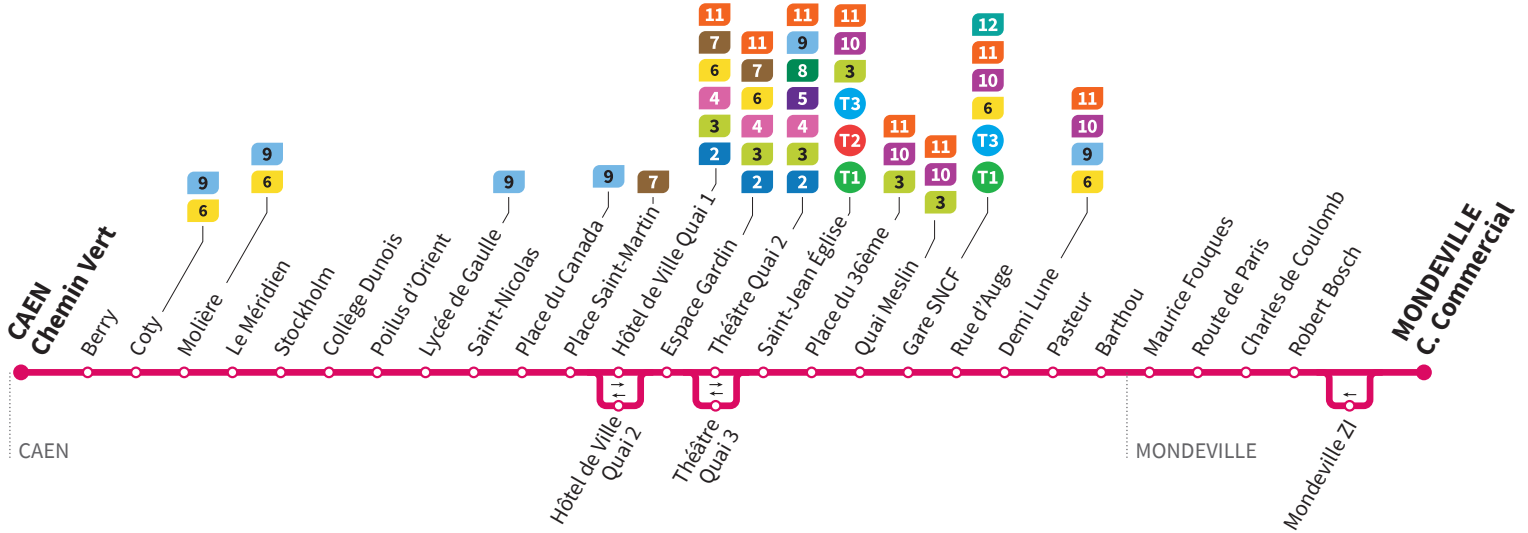 11
7
6
4
3
2
11
7
6
4
3
2
11
9
8
5
4
3
2
11
10
3
T3
T2
T1
12
11
10
6
T3
T1
11
10
3
11
10
3
11
10
9
6
9
6
9
6
9
9
7
CAEN
Chemin Vert
Berry
Coty
Molière
Le Méridien
Stockholm
Collège Dunois
Poilus d'Orient
Lycée de Gaulle
Saint-Nicolas
Place du Canada
Place Saint-Martin
Hôtel de Ville Quai 1
Espace Gardin
Théâtre Quai 2
Saint-Jean Église
Place du 36ème
Quai Meslin
Gare SNCF
Rue d'Auge
Demi Lune
Pasteur
Barthou
Maurice Fouques
Route de Paris
Charles de Coulomb
Robert Bosch
MONDEVILLE
C. Commercial
Hôtel de Ville
Quai 2
Théâtre
Quai 3
Mondeville ZI
CAEN
MONDEVILLE